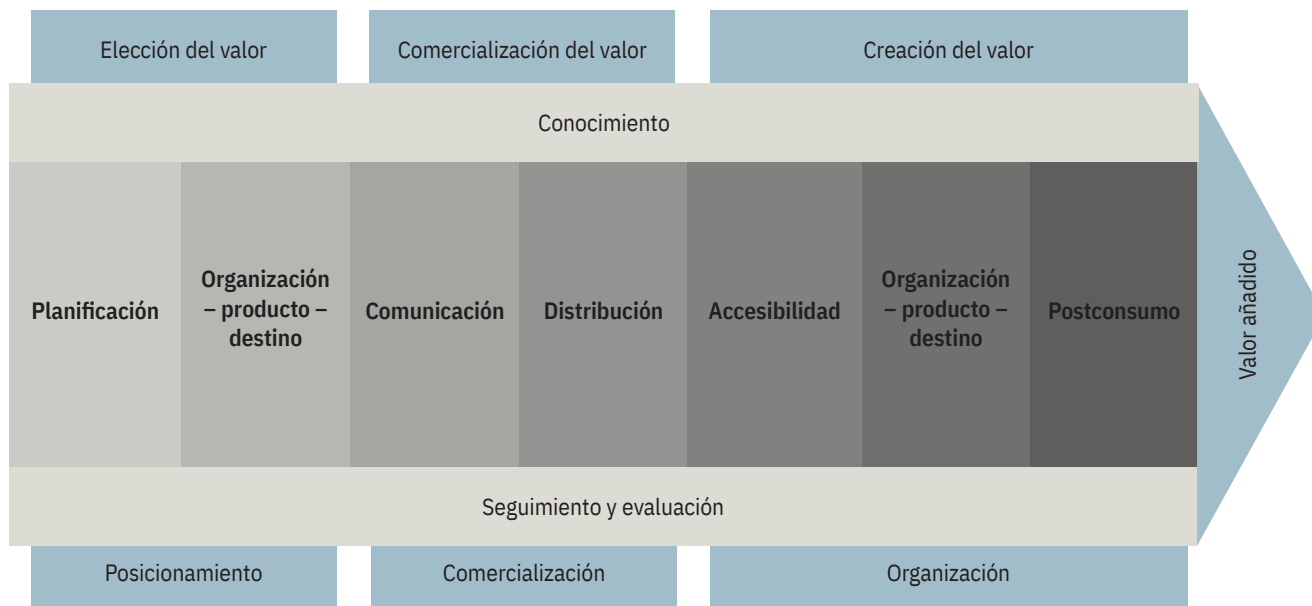 Elección del valor
Comercialización del valor
Creación del valor
Conocimiento
Planificación
Organización
– producto –
destino
Comunicación
Distribución
Accesibilidad
Organización
– producto –
destino
Postconsumo
Valor añadido
Seguimiento y evaluación
Posicionamiento
Comercialización
Organización